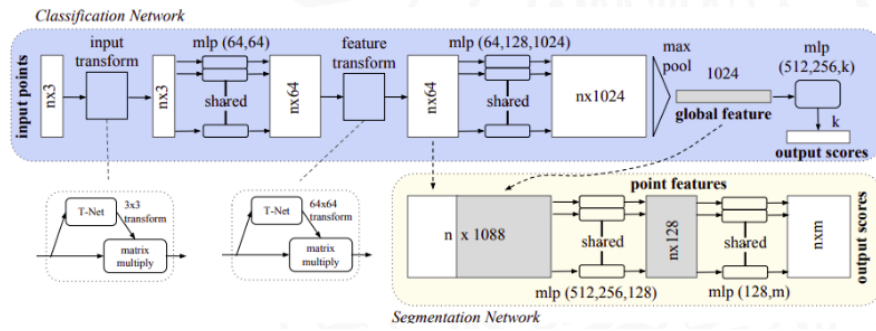 Classification Network
input points
nx3
input
transform
nx3
mlp (64,64)
shared
nx64
feature
transform
nx64
mlp (64,128,1024)
shared
nx1024
max
pool
1024
global feature
mlp
(512,256,k)
k
output scores
T-Net
3x3
transform
matrix
multiply
T-Net
64x64
transform
matrix
multiply
point features
n x 1088
shared
mlp (512,256,128)
nx128
shared
mlp (128,m)
nxm
output scores
Segmentation Network